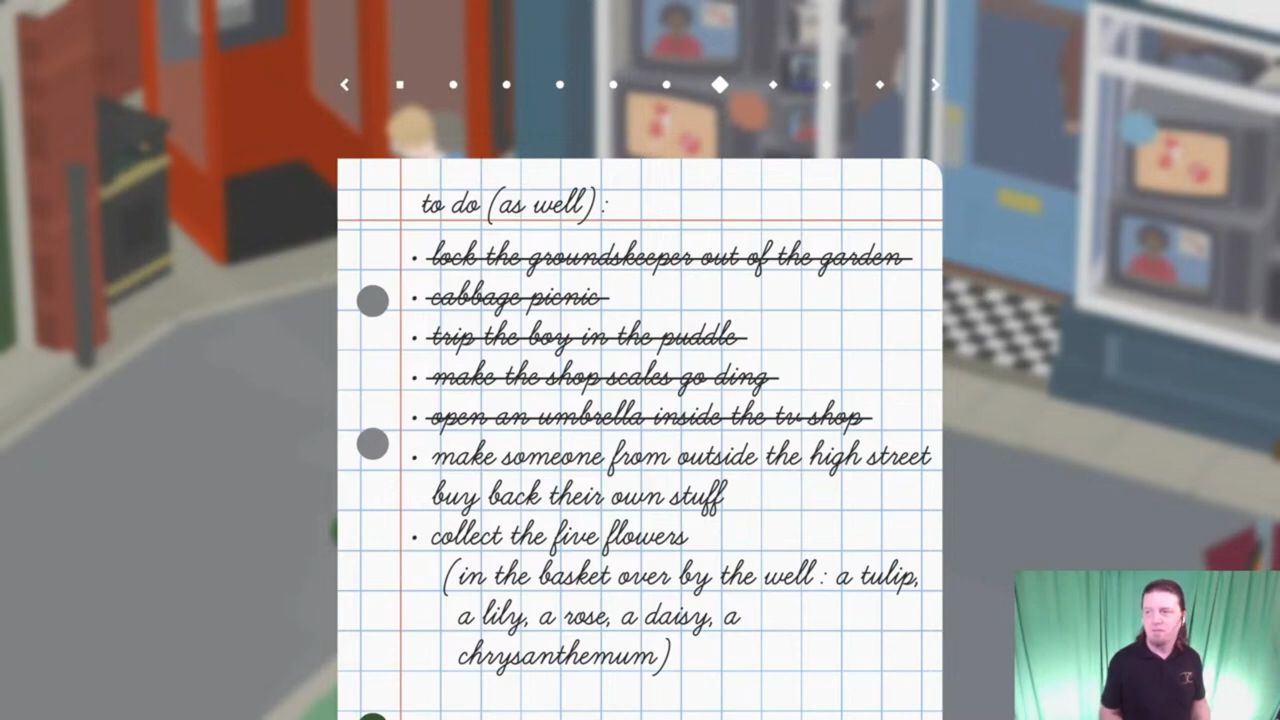 to do (as well) :
• lock the groundskeeper out of the garden
• cabbage picnic
• trip the boy in the puddle
• make the shop scales go ding
• open an umbrella inside the tv shop
• make someone from outside the high street
buy back their own stuff
• collect the five flowers
(in the basket over by the well : a tulip,
a lily, a rose, a daisy, a
chrysanthemum)